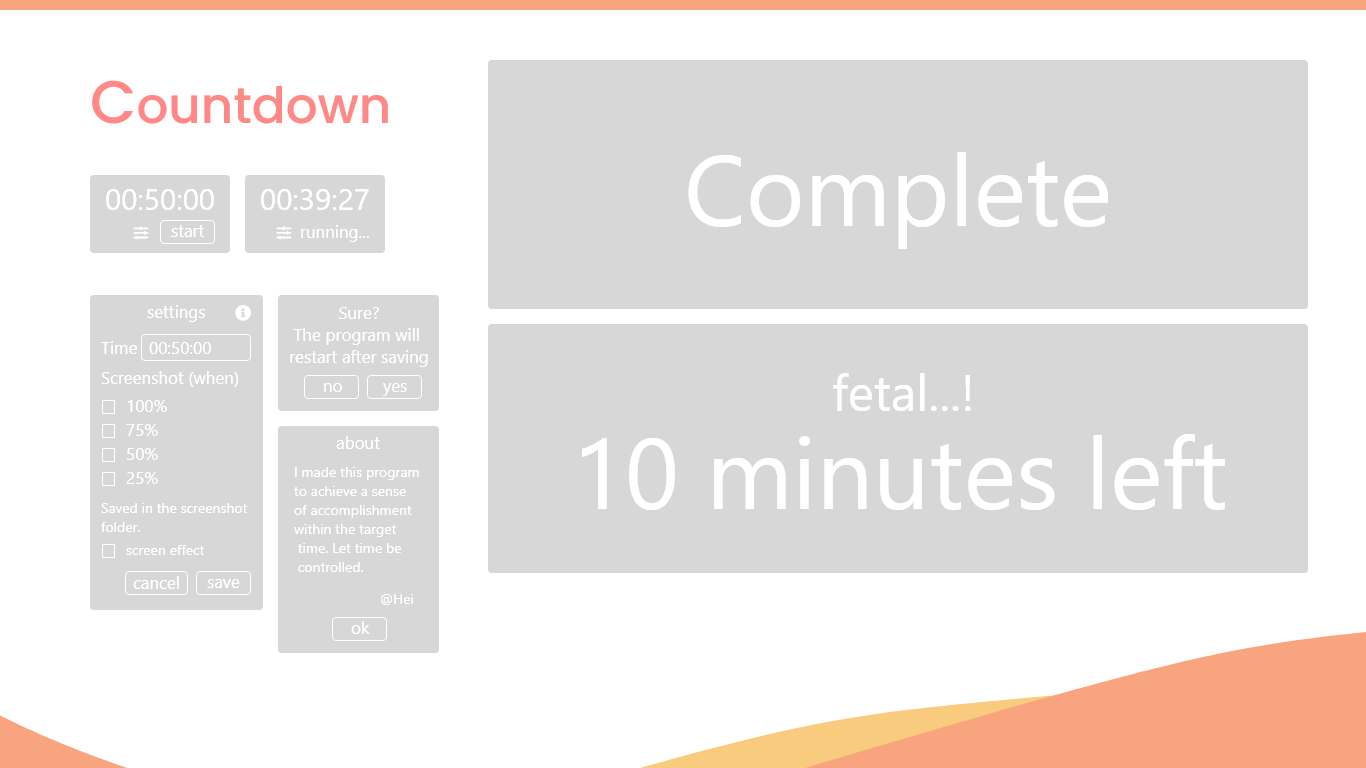 Countdown
00:50:00
start
00:39:27
running...
settings
Time 00:50:00
Screenshot (when)
100%
75%
50%
25%
Saved in the screenshot
folder.
screen effect
cancel save
Sure?
The program will
restart after saving
no yes
about
I made this program
to achieve a sense
of accomplishment
within the target
time. Let time be
controlled.
@Hei
ok
Complete
fetal...!
10 minutes left